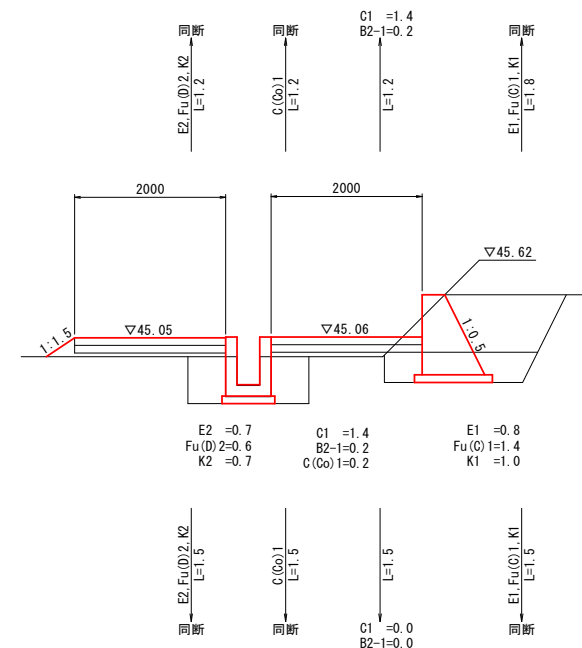 C1 =1.4
B2-1=0.2
同断
同断
同断
E2,Fu(D)2,K2
L=1.2
C(Co)1
L=1.2
L=1.2
E1,Fu(C)1,K1
L=1.8
2000
2000
▽45.62
1:1.5
▽45.05
▽45.06
1:0.5
E2 =0.7
Fu(D)2=0.6
K2 =0.7
C1 =1.4
B2-1=0.2
C(Co)1=0.2
E1 =0.8
Fu(C)1=1.4
K1 =1.0
E2,Fu(D)2,K2
L=1.5
C(Co)1
L=1.5
L=1.5
E1,Fu(C)1,K1
L=1.5
同断
同断
C1 =0.0
B2-1=0.0
同断